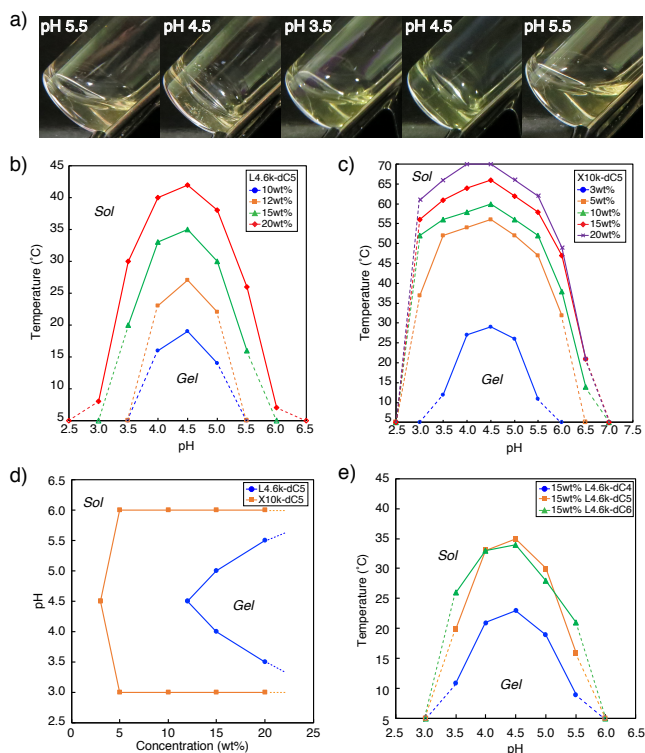 a)
pH 5.5 pH 4.5 pH 3.5 pH 4.5 pH 5.5
b)
45
40
35
30
25
20
15
10
5
Temperature (˚C)
2.5 3.0 3.5 4.0 4.5 5.0 5.5 6.0 6.5
pH
Sol
Gel
L4.6k-dC5
10wt%
12wt%
15wt%
20wt%
c)
70
65
60
55
50
45
40
35
30
25
20
15
10
5
Temperature (˚C)
2.5 3.0 3.5 4.0 4.5 5.0 5.5 6.0 6.5 7.0 7.5
pH
Sol
Gel
X10k-dC5
3wt%
5wt%
10wt%
15wt%
20wt%
d)
6.5
6.0
5.5
5.0
4.5
4.0
3.5
3.0
2.5
pH
0 5 10 15 20 25
Concentration (wt%)
Sol
Gel
L4.6k-dC5
X10k-dC5
e)
45
40
35
30
25
20
15
10
5
Temperature (˚C)
2.5 3.0 3.5 4.0 4.5 5.0 5.5 6.0 6.5
pH
Sol
Gel
15wt% L4.6k-dC4
15wt% L4.6k-dC5
15wt% L4.6k-dC6